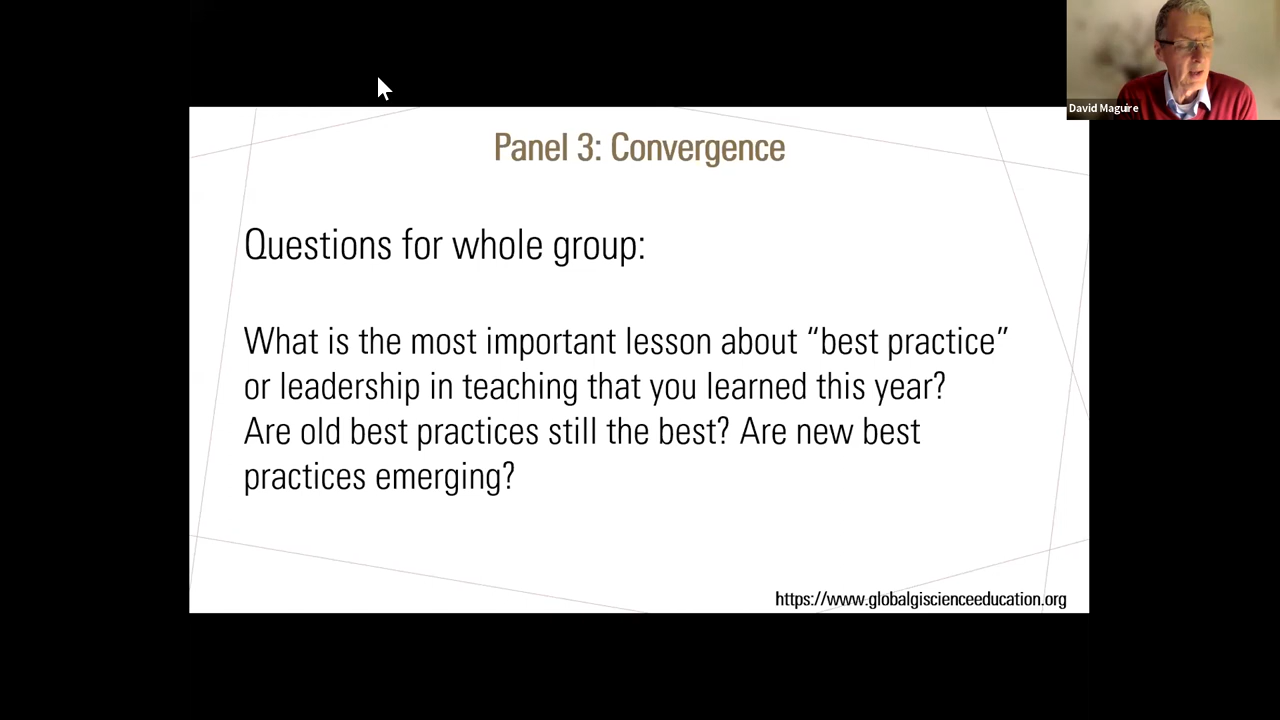 David Maguire
Panel 3: Convergence
Questions for whole group:
What is the most important lesson about “best practice”
or leadership in teaching that you learned this year?
Are old best practices still the best? Are new best
practices emerging?
https://www.globalgiscienceeducation.org